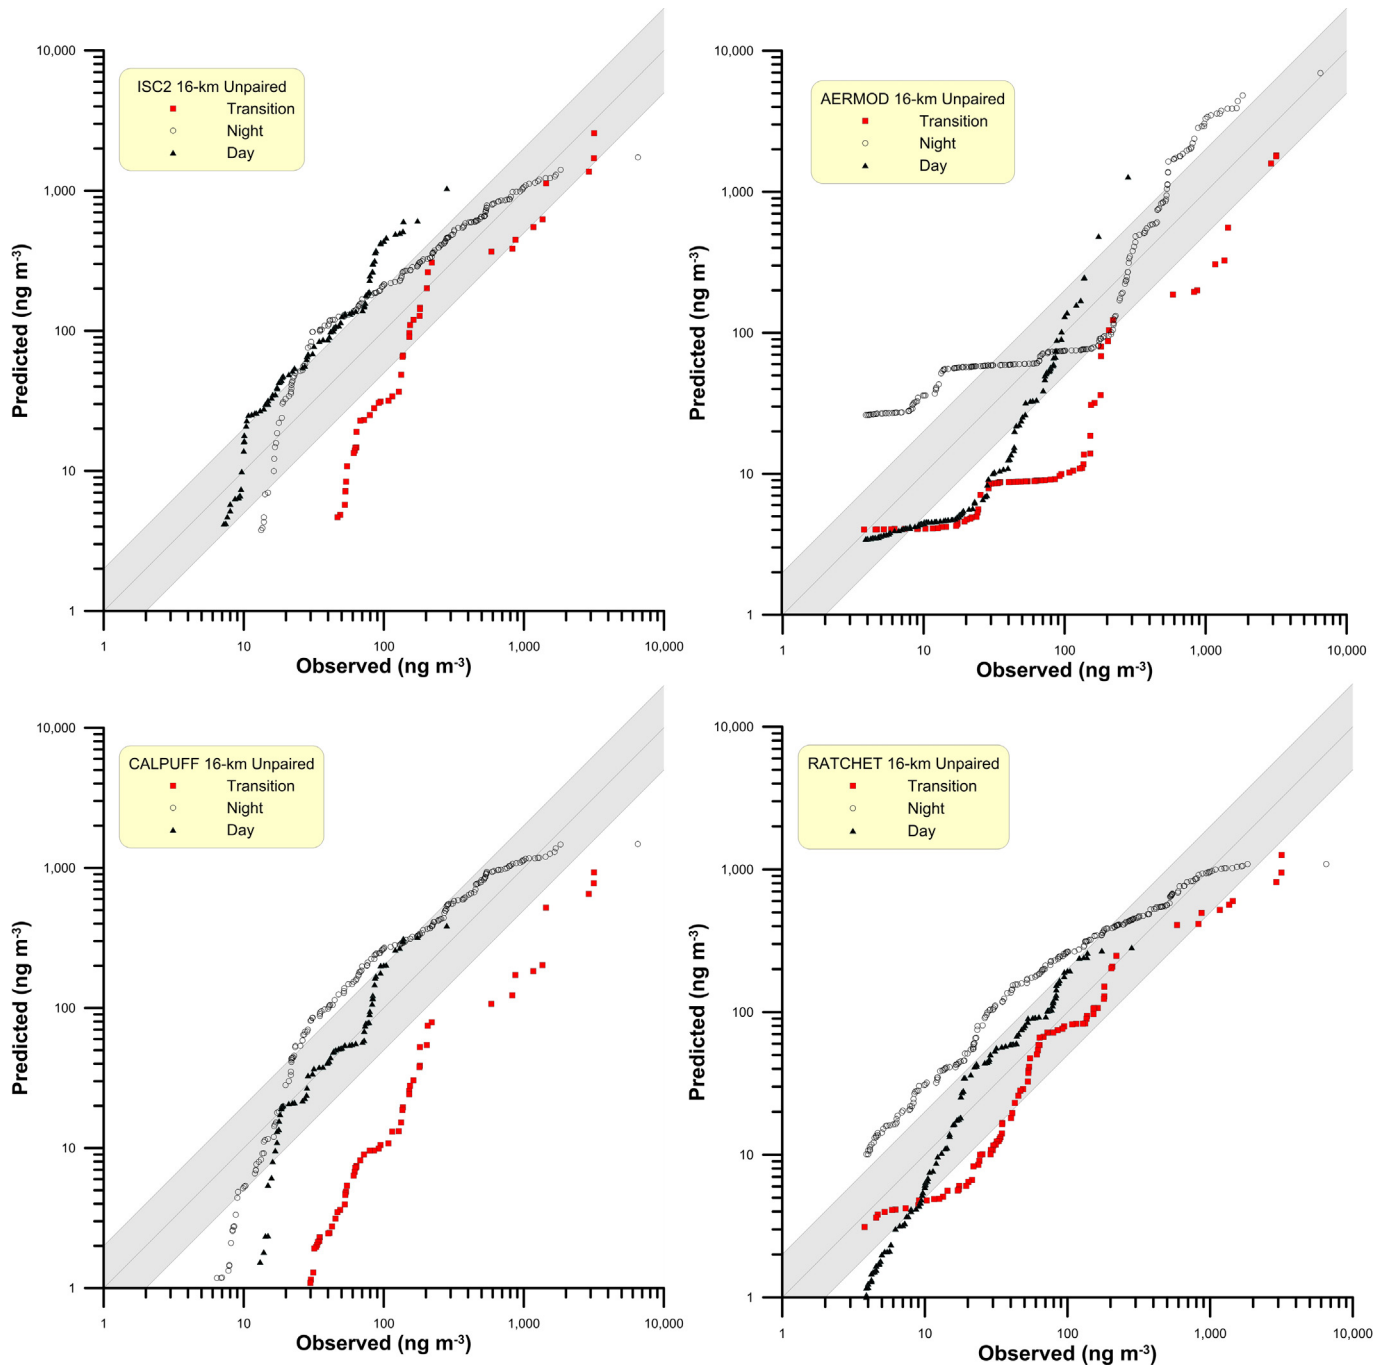 10,000
ISC2 16-km Unpaired
Transition
Night
Day
1,000
100
10
1
Predicted (ng m-3)
1
10
100
1,000
10,000
Observed (ng m-3)
10,000
AERMOD 16-km Unpaired
Transition
Night
Day
1,000
100
10
1
Predicted (ng m-3)
1
10
100
1,000
10,000
Observed (ng m-3)
10,000
CALPUFF 16-km Unpaired
Transition
Night
Day
1,000
100
10
1
Predicted (ng m-3)
1
10
100
1,000
10,000
Observed (ng m-3)
10,000
RATCHET 16-km Unpaired
Transition
Night
Day
1,000
100
10
1
Predicted (ng m-3)
1
10
100
1,000
10,000
Observed (ng m-3)